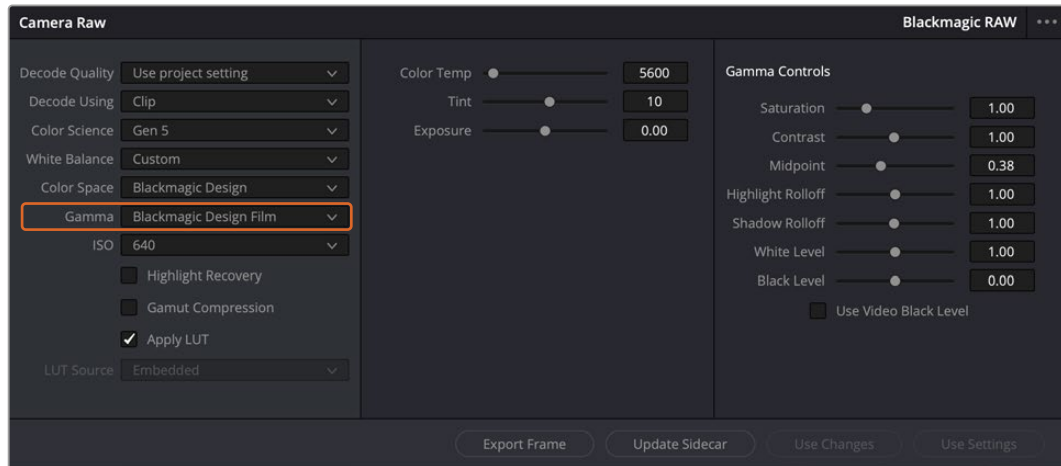 Camera Raw
Blackmagic RAW
Decode Quality Use project setting
Decode Using Clip
Color Science Gen 5
White Balance Custom
Color Space Blackmagic Design
Gamma Blackmagic Design Film
ISO 640
Highlight Recovery
Gamut Compression
Apply LUT
LUT Source Embedded
Color Temp 5600
Tint 10
Exposure 0.00
Gamma Controls
Saturation 1.00
Contrast 1.00
Midpoint 0.38
Highlight Rolloff 1.00
Shadow Rolloff 1.00
White Level 1.00
Black Level 0.00
Use Video Black Level
Export Frame
Update Sidecar
Use Changes
Use Settings